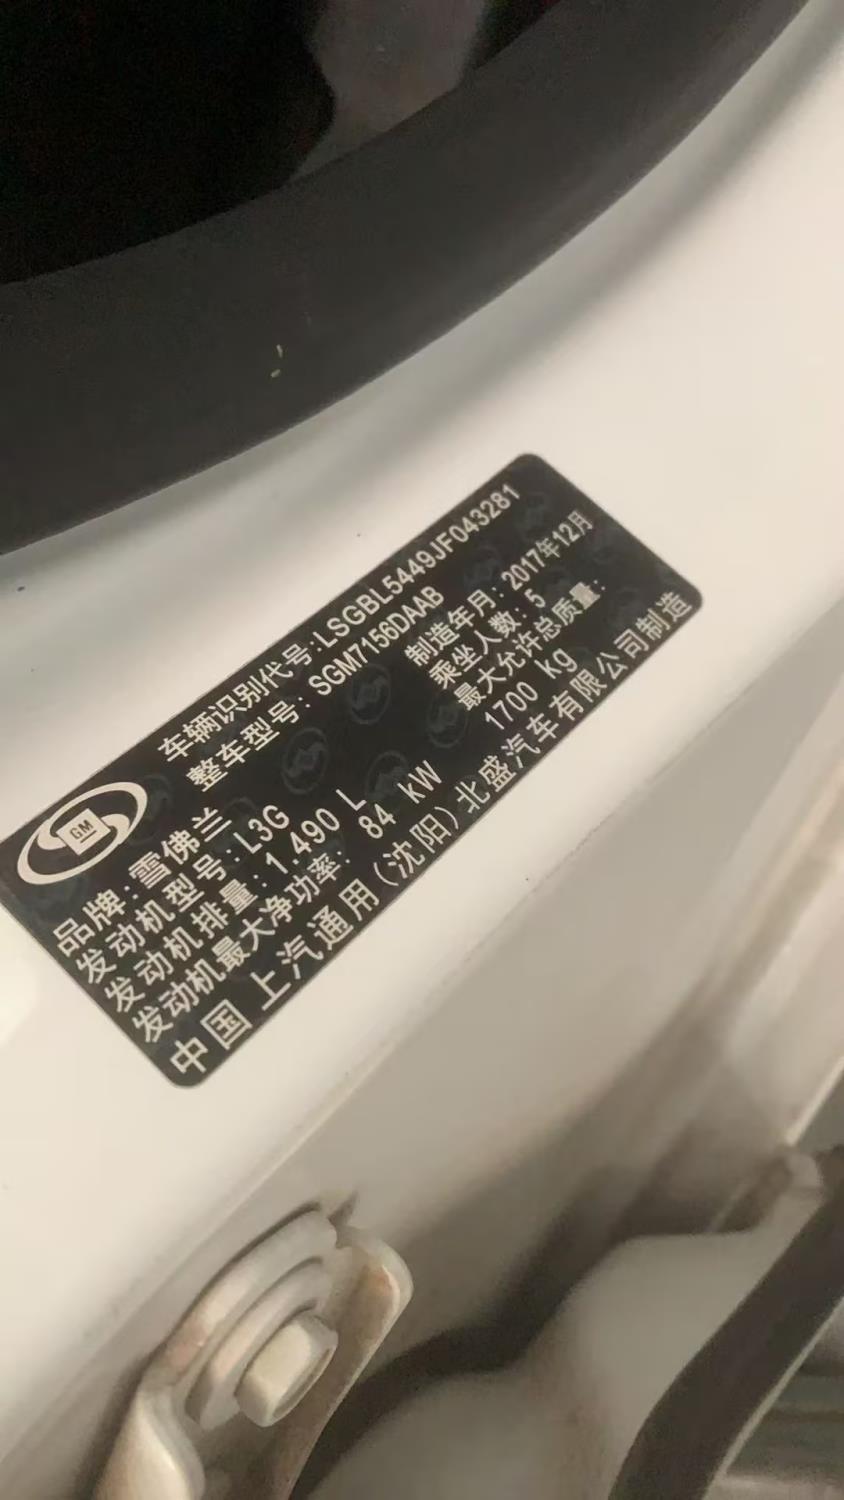 车辆识别代号:LSGBL5449JF043281
整车型号:SGM7156DAAB
GM
品牌:雪佛兰
发动机型号:L3G
发动机排量:1.490 L
发动机最大净功率: 84 kW
制造年月:2017年12月
乘坐人数:5
最大允许总质量:
1700 kg
中国 上汽通用(沈阳)北盛汽车有限公司制造